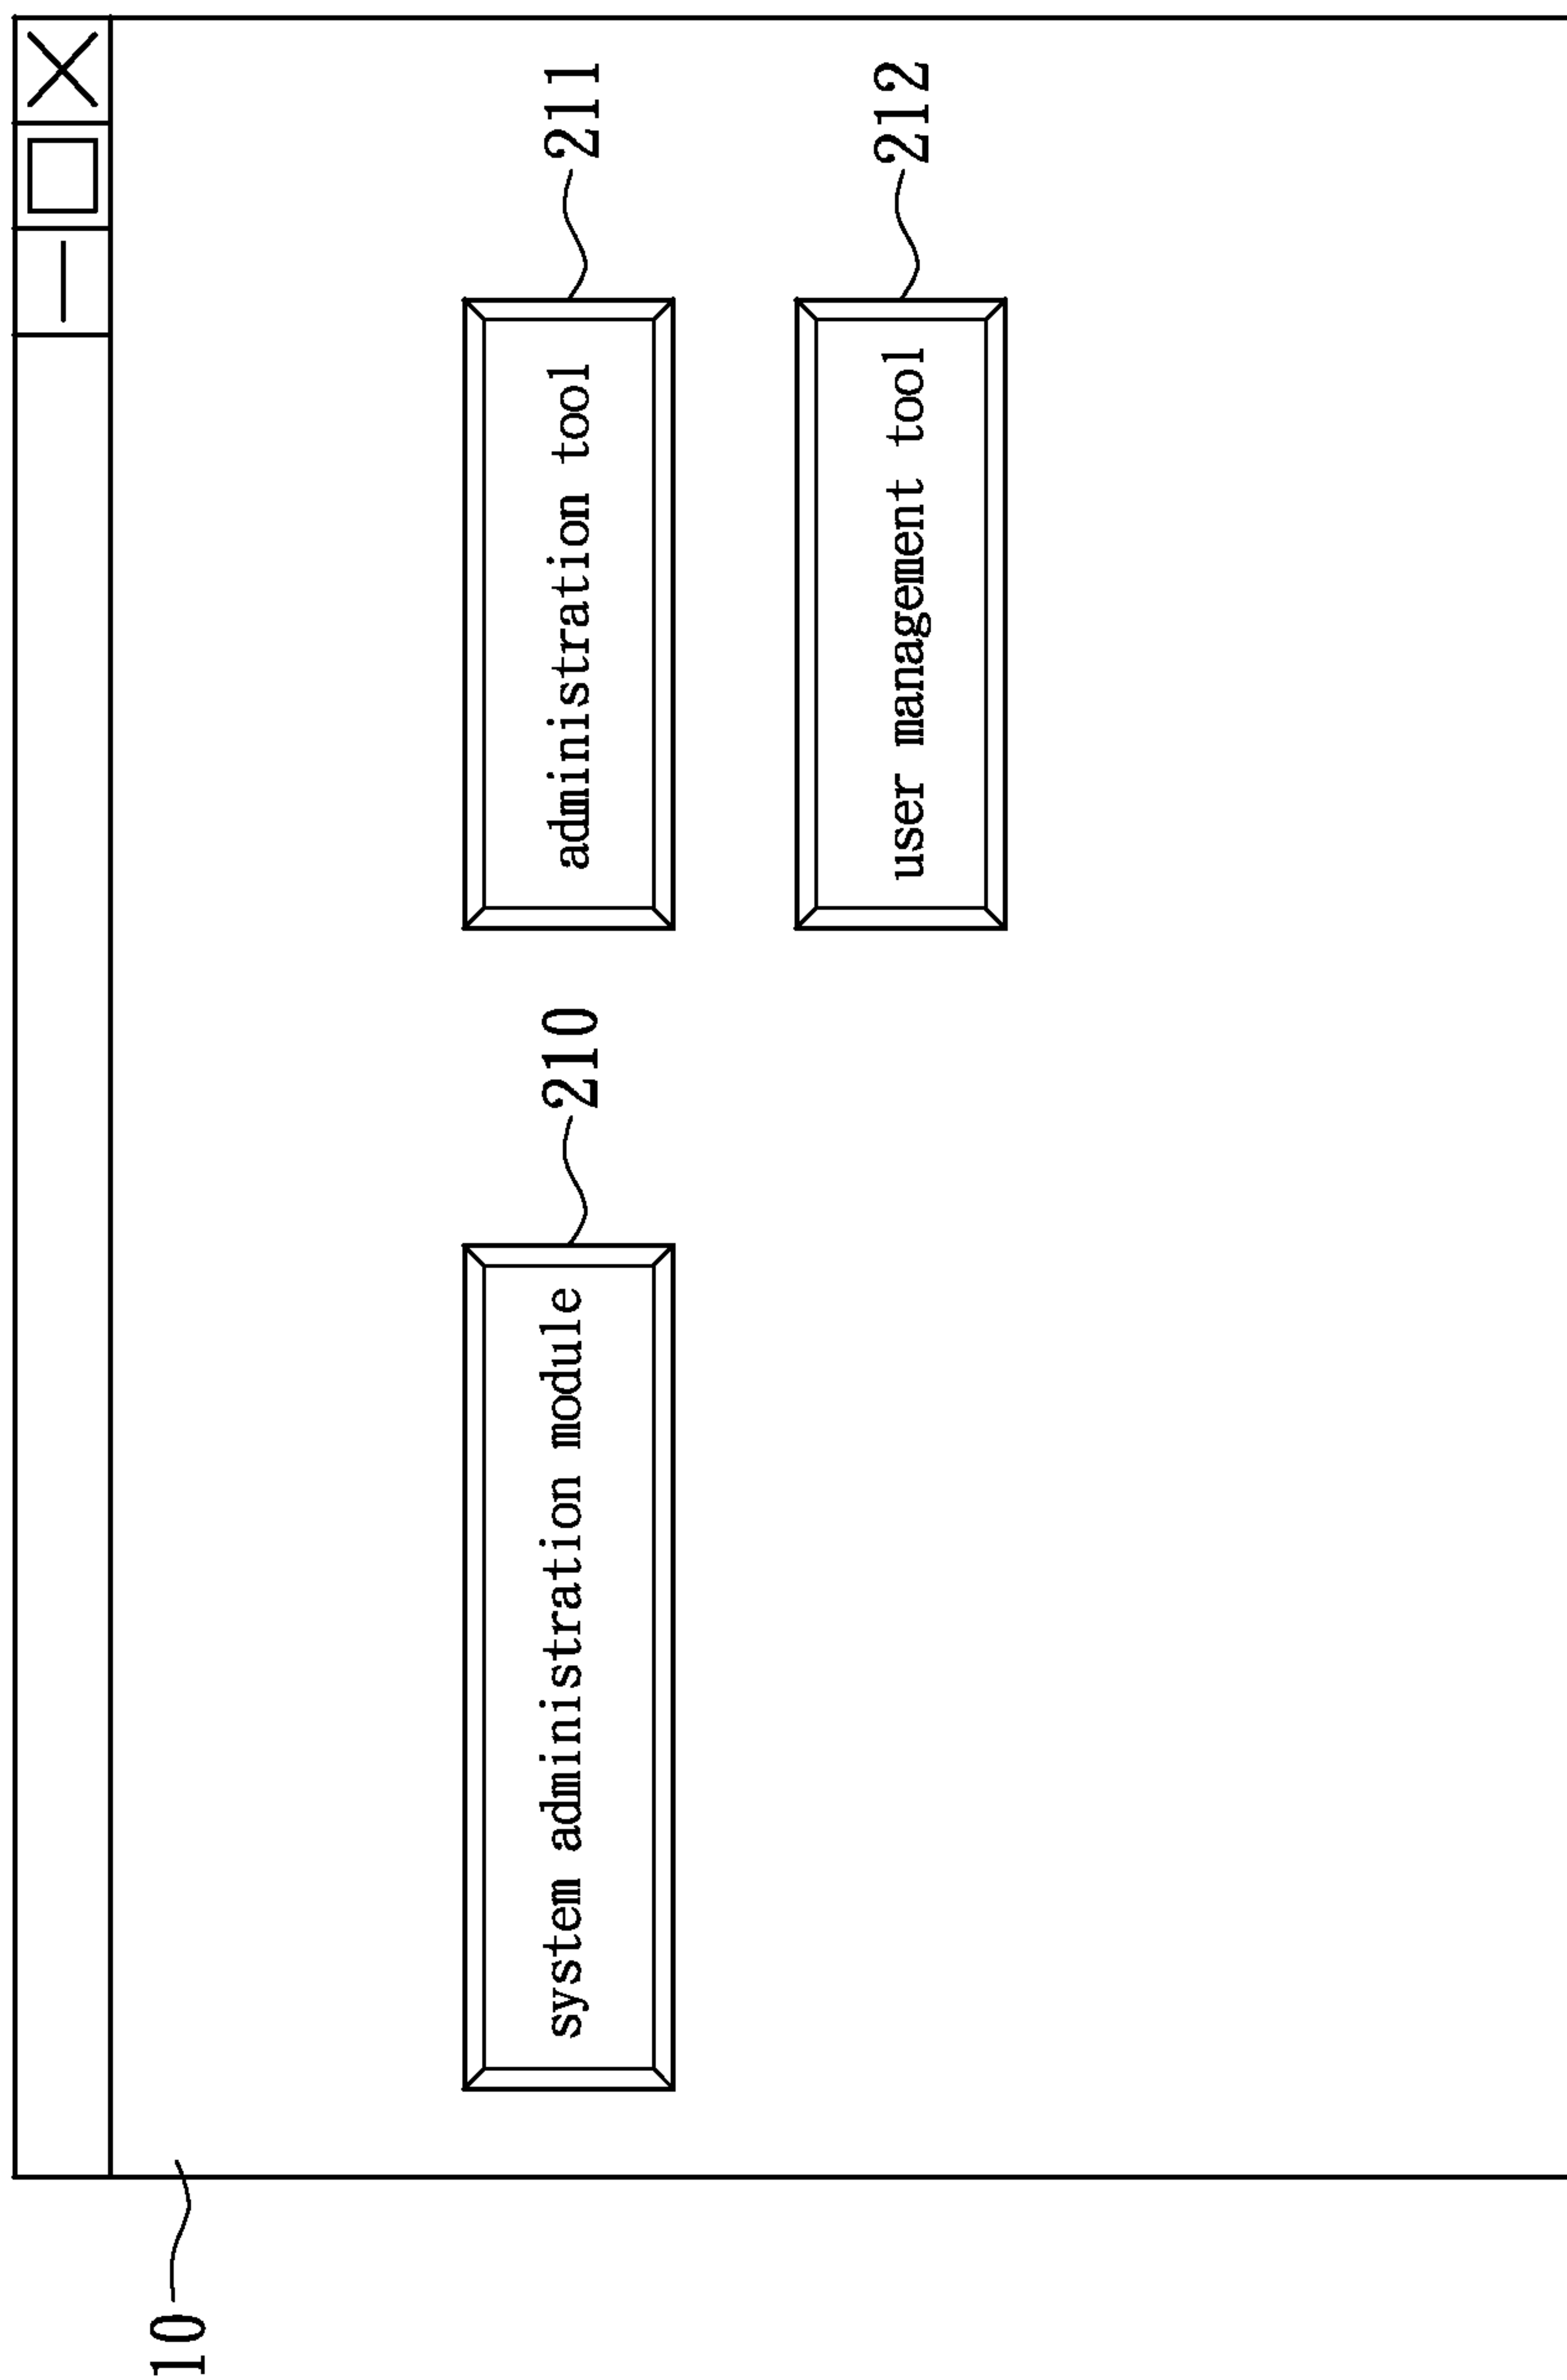 10
system administration module
210
administration tool
211
user management tool
212